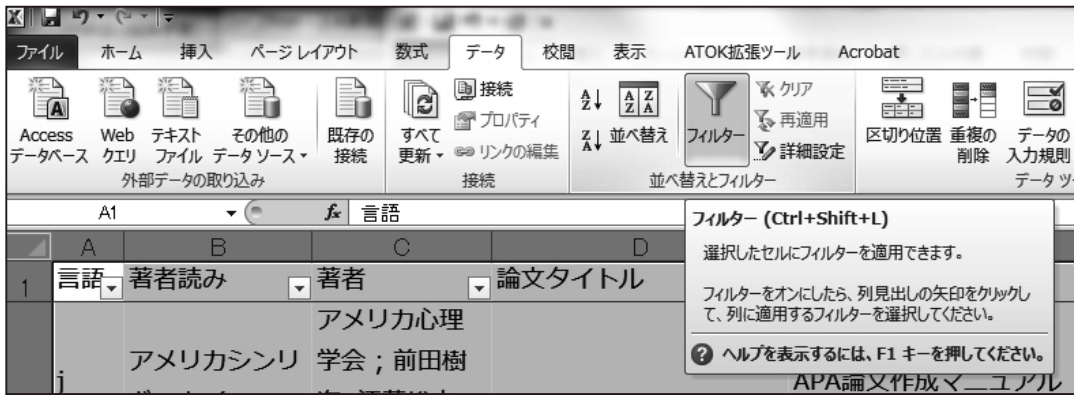 ファイル ホーム 挿入 ページ レイアウト 数式 データ 校閲 表示 ATOK拡張ツール Acrobat
Access
データベース
Web
クエリ
テキスト
ファイル
その他の
データ ソース
既存の
接続
外部データの取り込み
すべて
更新
接続
プロパティ
リンクの編集
接続
並べ替え
フィルター
クリア
再適用
詳細設定
並べ替えとフィルター
区切り位置
重複の
削除
データの
入力規則
データ ツ
A1 fx 言語
A B C D
1 言語 著者読み 著者 論文タイトル
アメリカ心理
j アメリカシンリ 学会;前田樹
APA論文作成マニュアル
フィルター (Ctrl+Shift+L)
選択したセルにフィルターを適用できます。
フィルターをオンにしたら、列見出しの矢印をクリックし
て、列に適用するフィルターを選択してください。
ヘルプを表示するには、F1 キーを押してください。